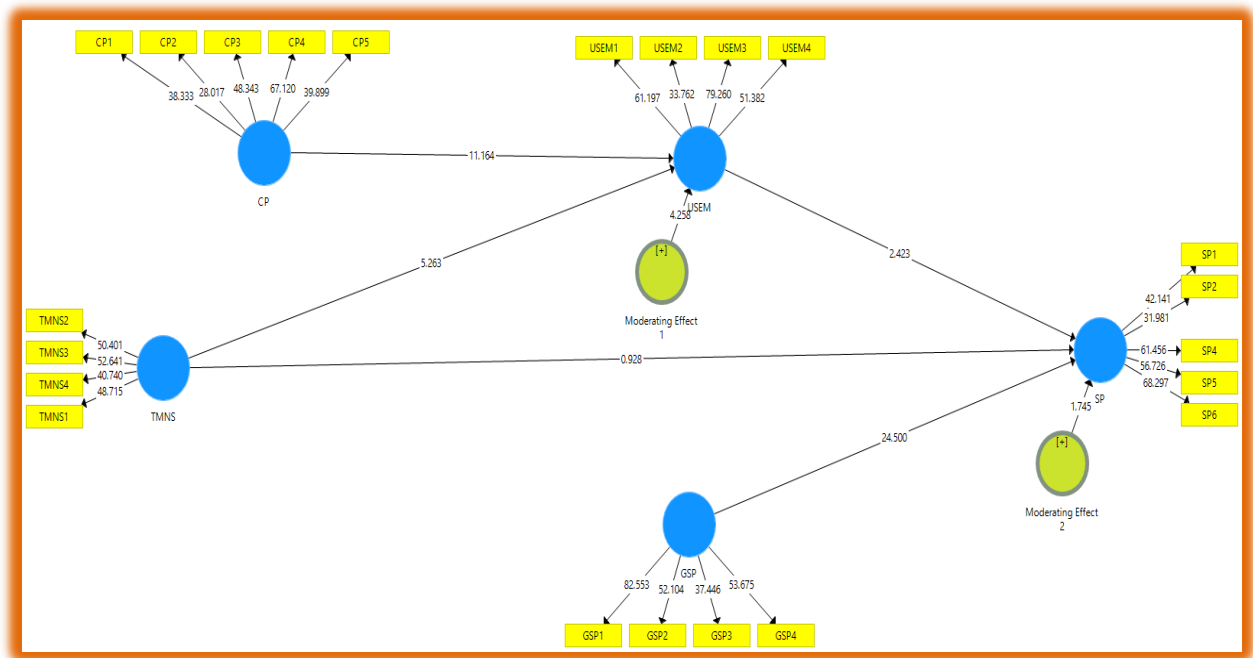 CP1 CP2 CP3 CP4 CP5
38.333 28.017 48.343 67.120 39.899
CP
USEM1 USEM2 USEM3 USEM4
61.197 33.762 79.260 51.382
USEM
11.164
4.258
[+]
Moderating Effect
1
5.263
2.423
TMNS2
TMNS3
TMNS4
TMNS1
50.401
52.641
40.740
48.715
TMNS
0.928
SP1
SP2
SP4
SP5
SP6
42.141
31.981
61.456
56.726
68.297
SP
1.745
[+]
Moderating Effect
2
24.500
GSP
82.553 52.104 37.446 53.675
GSP1 GSP2 GSP3 GSP4